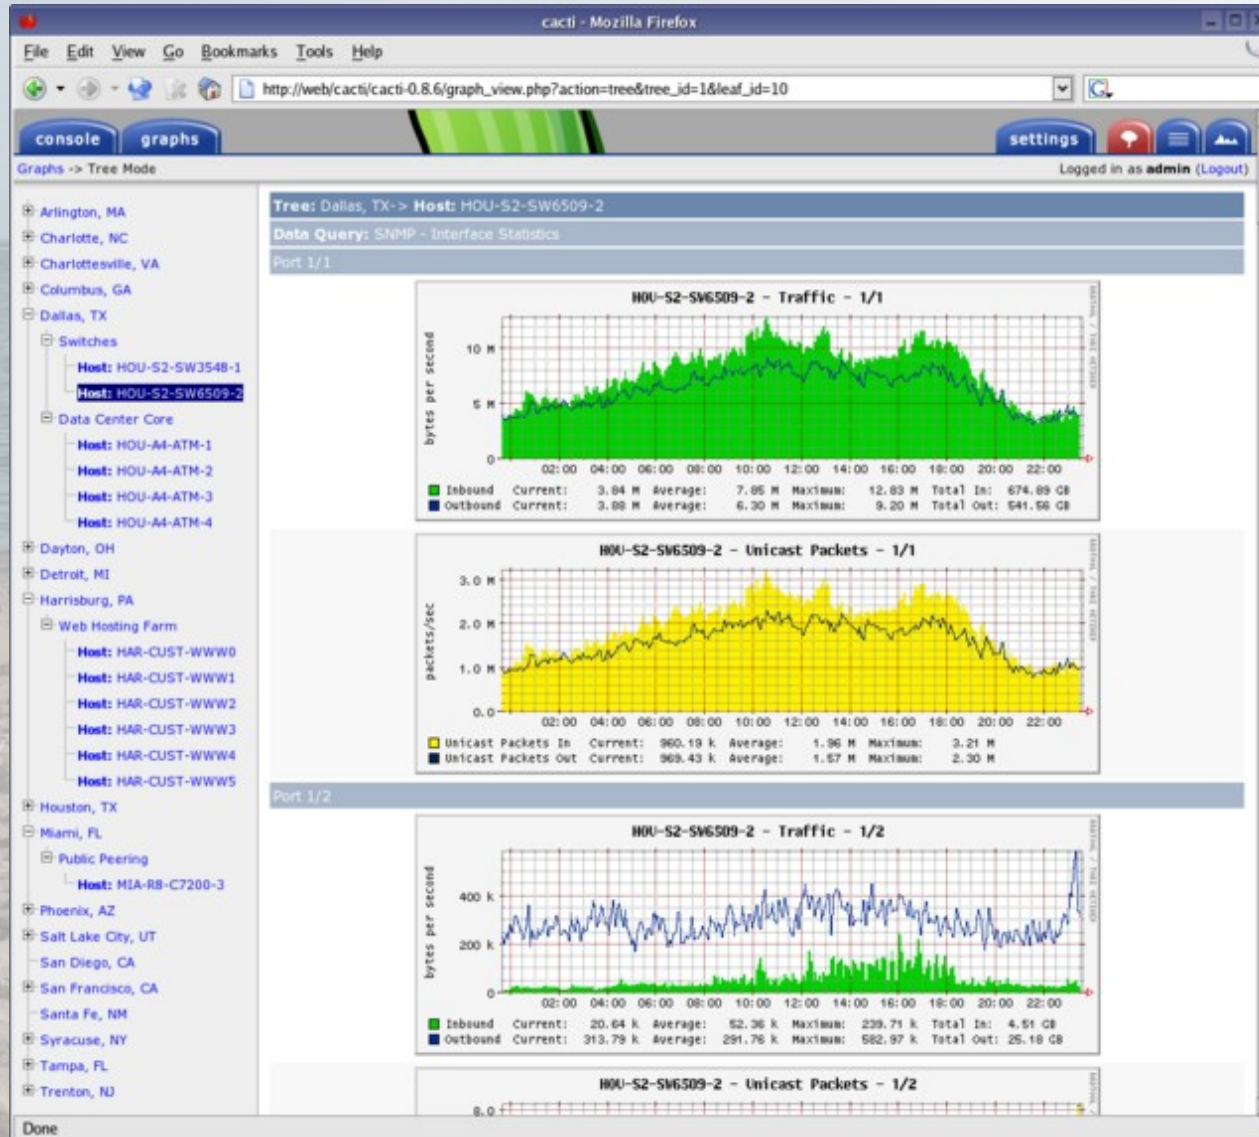 cacti - Mozilla Firefox
File Edit View Go Bookmarks Tools Help
http://web/cacti/cacti-0.8.6/graph_view.php?action=tree&tree_id=1&leaf_id=10
G
console graphs settings
Graphs -> Tree Mode Logged in as admin (Logout)
Arlington, MA
Charlotte, NC
Charlottesville, VA
Columbus, GA
Dallas, TX
Switches
Host: HOU-S2-SW3548-1
Host: HOU-S2-SW6509-2
Data Center Core
Host: HOU-A4-ATM-1
Host: HOU-A4-ATM-2
Host: HOU-A4-ATM-3
Host: HOU-A4-ATM-4
Dayton, OH
Detroit, MI
Harrisburg, PA
Web Hosting Farm
Host: HAR-CUST-WWW0
Host: HAR-CUST-WWW1
Host: HAR-CUST-WWW2
Host: HAR-CUST-WWW3
Host: HAR-CUST-WWW4
Host: HAR-CUST-WWW5
Houston, TX
Miami, FL
Public Peering
Host: MIA-R8-C7200-3
Phoenix, AZ
Salt Lake City, UT
San Diego, CA
San Francisco, CA
Santa Fe, NM
Syracuse, NY
Tampa, FL
Trenton, NJ
Tree: Dallas, TX-> Host: HOU-S2-SW6509-2
Data Query: SNMP - Interface Statistics
Port 1/1
HOU-S2-SW6509-2 - Traffic - 1/1
bytes per second
10 M
5 M
0
02:00 04:00 06:00 08:00 10:00 12:00 14:00 16:00 18:00 20:00 22:00
Inbound Current: 3.84 M Average: 7.85 M Maximum: 12.83 M Total In: 674.89 GB
Outbound Current: 3.88 M Average: 6.30 M Maximum: 9.20 M Total Out: 541.56 GB
HOU-S2-SW6509-2 - Unicast Packets - 1/1
packets/sec
3.0 M
2.0 M
1.0 M
0.0
02:00 04:00 06:00 08:00 10:00 12:00 14:00 16:00 18:00 20:00 22:00
Unicast Packets In Current: 960.19 k Average: 1.96 M Maximum: 3.21 M
Unicast Packets Out Current: 969.43 k Average: 1.57 M Maximum: 2.30 M
Port 1/2
HOU-S2-SW6509-2 - Traffic - 1/2
bytes per second
400 k
200 k
0
02:00 04:00 06:00 08:00 10:00 12:00 14:00 16:00 18:00 20:00 22:00
Inbound Current: 20.64 k Average: 52.36 k Maximum: 239.71 k Total In: 4.51 GB
Outbound Current: 313.79 k Average: 291.76 k Maximum: 582.97 k Total Out: 25.18 GB
HOU-S2-SW6509-2 - Unicast Packets - 1/2
8.0
Done